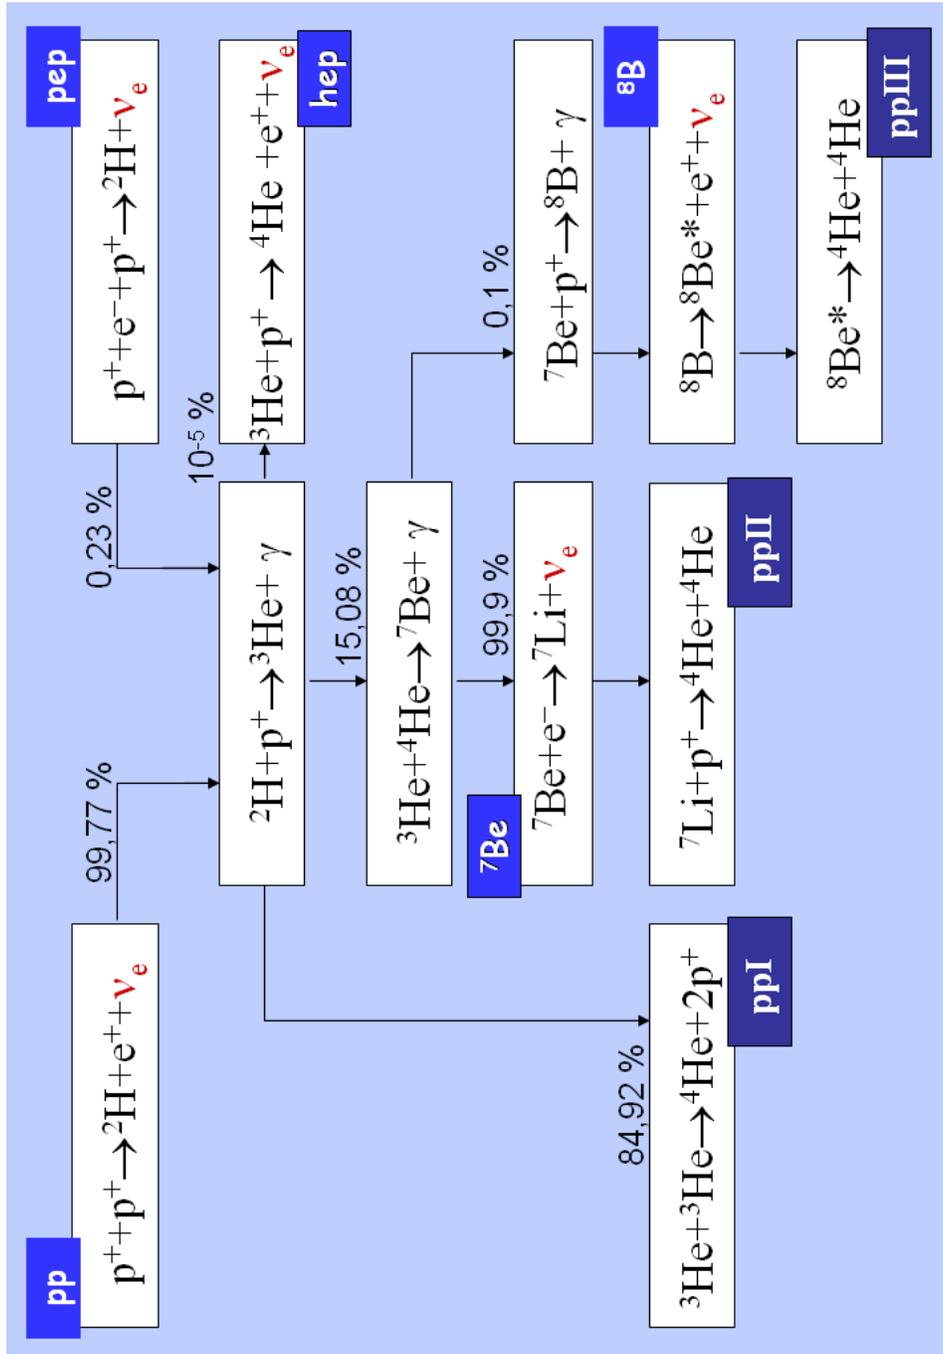 pp
p⁺+p⁺→²H+e⁺+νₑ
99,77 %
pep
p⁺+e⁻+p⁺→²H+νₑ
0,23 %
²H+p⁺→³He+ γ
10⁻⁵ %
³He+p⁺ → ⁴He +e⁺+νₑ
hep
84,92 %
³He+³He→⁴He+2p⁺
ppI
15,08 %
³He+⁴He→⁷Be+ γ
99,9 %
⁷Be
⁷Be+e⁻→⁷Li+νₑ
⁷Li+p⁺→⁴He+⁴He
ppII
0,1 %
⁷Be+p⁺→⁸B+ γ
⁸B
⁸B→⁸Be*+e⁺+νₑ
⁸Be*→⁴He+⁴He
ppIII